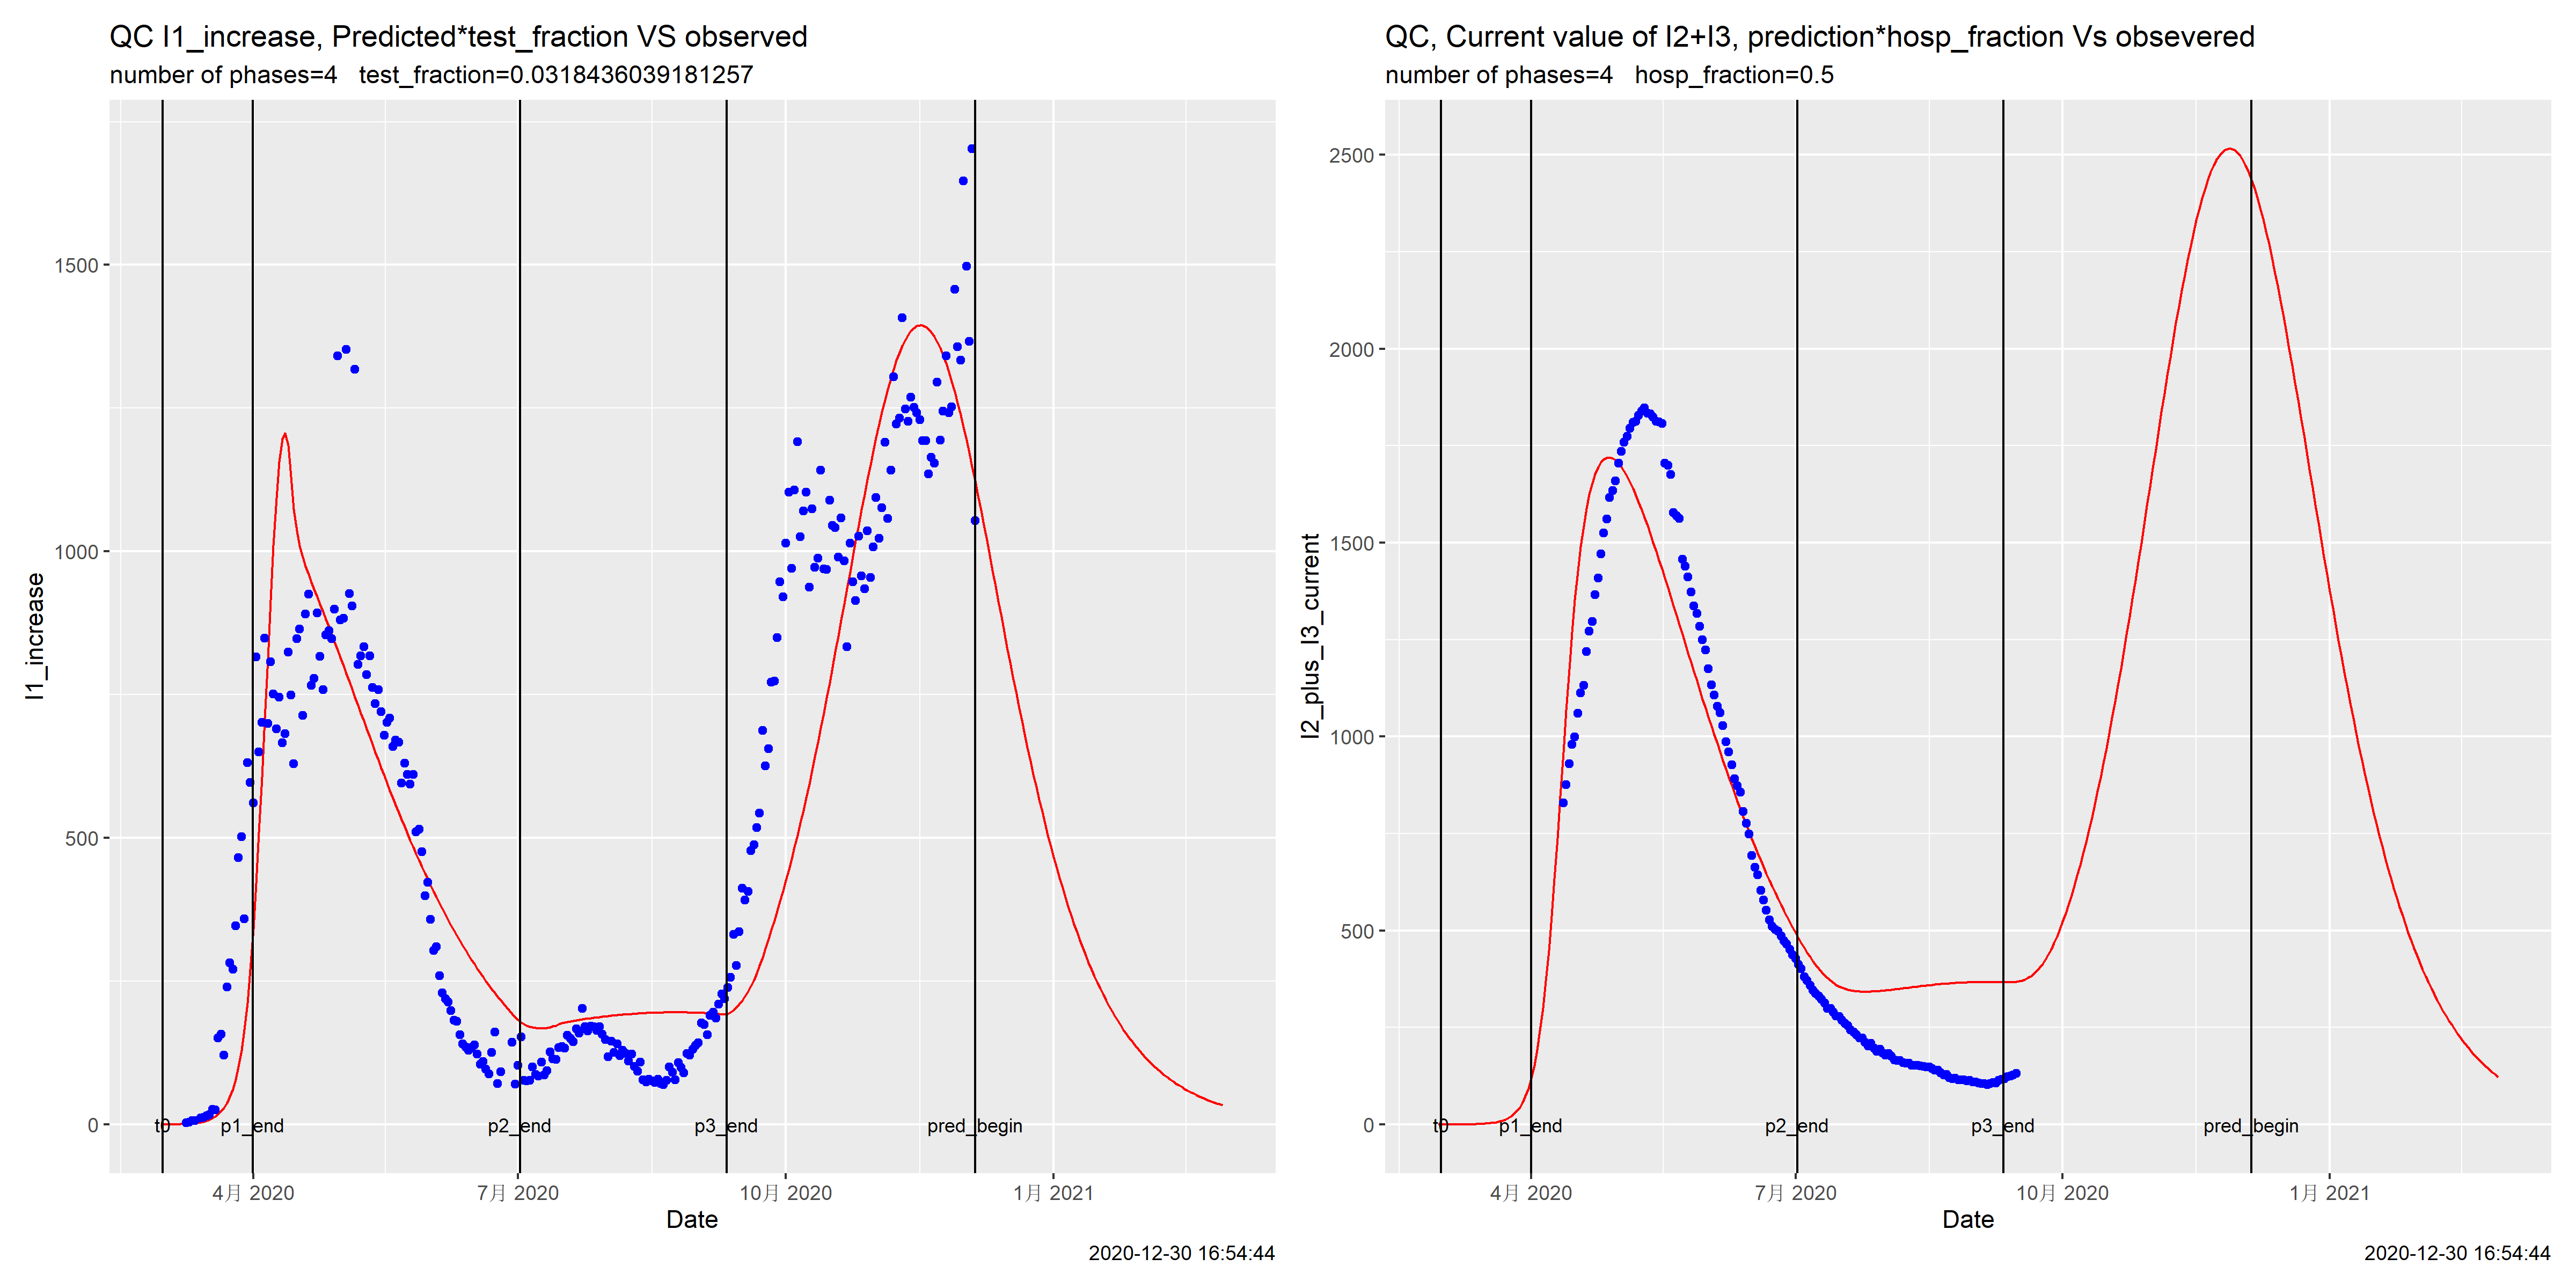 QC I1_increase, Predicted*test_fraction VS observed
number of phases=4   test_fraction=0.0318436039181257
I1_increase
1500
1000
500
0
t0
p1_end
p2_end
p3_end
pred_begin
4月 2020
7月 2020
10月 2020
1月 2021
Date
2020-12-30 16:54:44
QC, Current value of I2+I3, prediction*hosp_fraction Vs obsevered
number of phases=4   hosp_fraction=0.5
I2_plus_I3_current
2500
2000
1500
1000
500
0
t0
p1_end
p2_end
p3_end
pred_begin
4月 2020
7月 2020
10月 2020
1月 2021
Date
2020-12-30 16:54:44